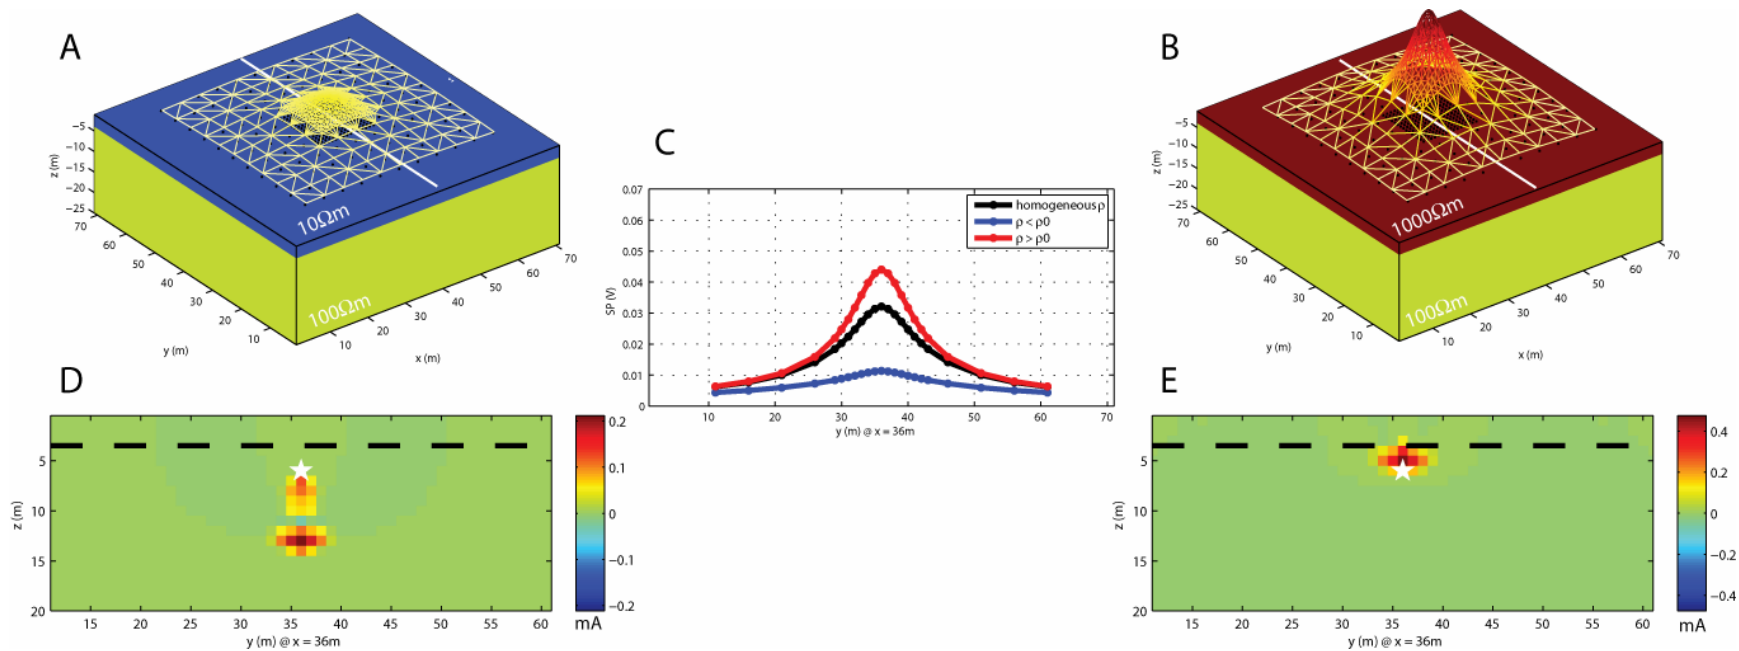 A
−5
−10
−15
−20
−25
z (m)
70
60
50
40
30
20
10
y (m)
10
20
30
40
50
60
70
x (m)
10Ωm
100Ωm
B
−5
−10
−15
−20
−25
z (m)
70
60
50
40
30
20
10
y (m)
10
20
30
40
50
60
70
x (m)
1000Ωm
100Ωm
C
0.07
0.06
0.05
0.04
0.03
0.02
0.01
0
SP (V)
homogeneous ρ
ρ < ρ0
ρ > ρ0
10 20 30 40 50 60 70
y (m) @ x = 36m
D
5
10
15
20
z (m)
15 20 25 30 35 40 45 50 55 60
y (m) @ x = 36m
0.2
0.1
0
−0.1
−0.2
mA
E
5
10
15
20
z (m)
15 20 25 30 35 40 45 50 55 60
y (m) @ x = 36m
0.4
0.2
0
−0.2
−0.4
mA